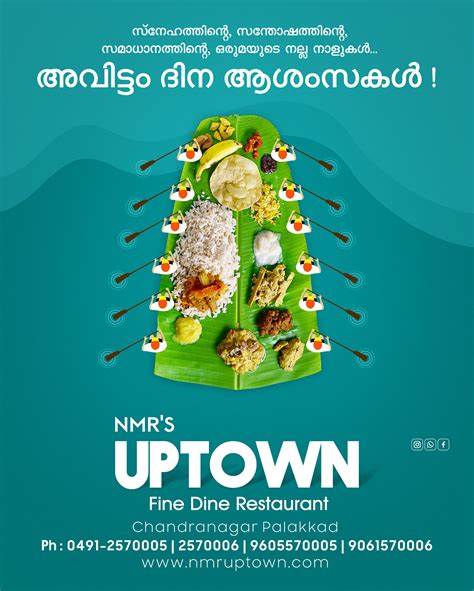 സ്നേഹത്തിന്റെ, സന്തോഷത്തിന്റെ,
സമാധാനത്തിന്റെ, ഒരുമയുടെ നല്ല നാളുകൾ...
അവിട്ടം ദിന ആശംസകൾ !
NMR'S
UPTOWN
Fine Dine Restaurant
Chandranagar Palakkad
Ph : 0491-2570005 | 2570006 | 9605570005 | 9061570006
www.nmruptown.com